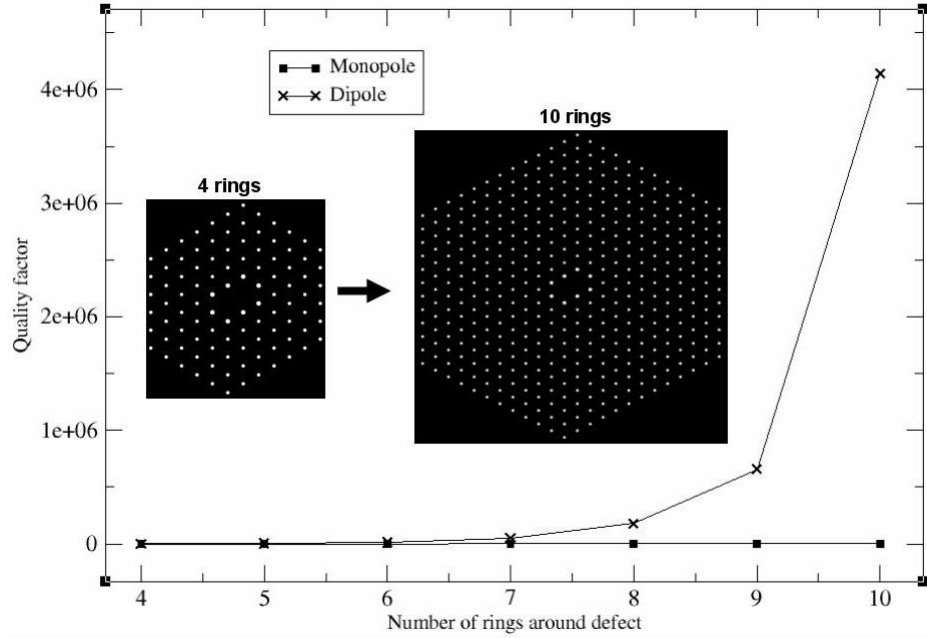 Monopole
Dipole
10 rings
4 rings
4e+06
3e+06
2e+06
1e+06
0
Quality factor
4 5 6 7 8 9 10
Number of rings around defect